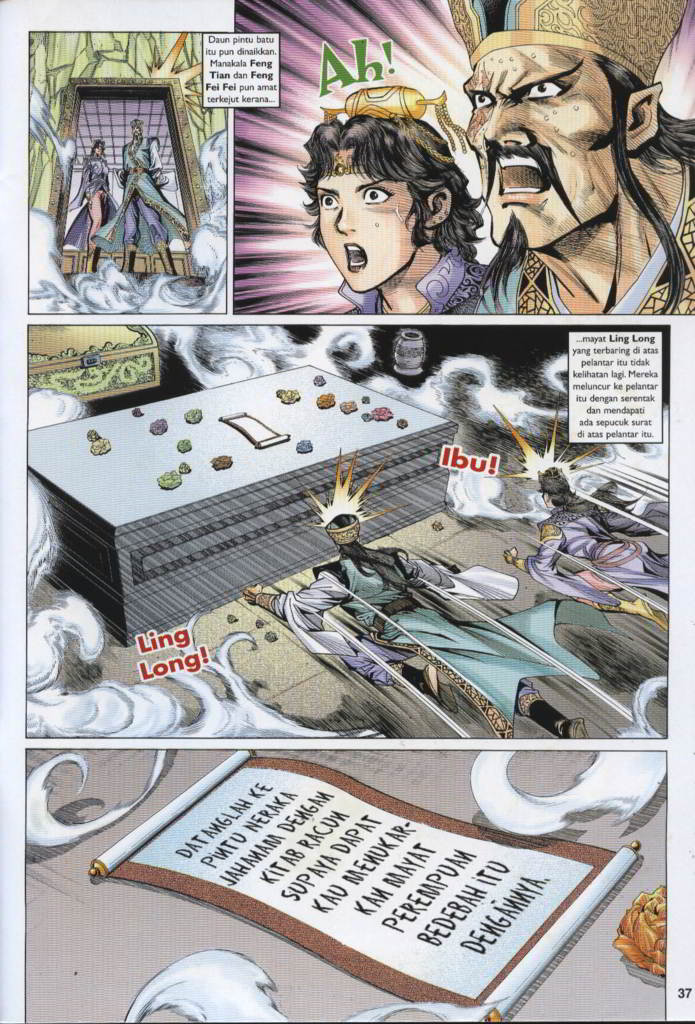 Daun pintu batu
itu pun dinaikkan.
Manakala Feng
Tian dan Feng
Fei Fei pun amat
terkejut kerana...
Ah!
...mayat Ling Long
yang terbaring di atas
pelantar itu tidak
kelihatan lagi. Mereka
meluncur ke pelantar
itu dengan serentak
dan mendapati
ada sepucuk surat
di atas pelantar itu.
Ibu!
Ling
Long!
DATANGLAH KE
PINTU NERAKA
JAHANAM DENGAN
KITAB RACUN
SUPAYA DAPAT
KAU MENUKAR-
KAN MAYAT
PEREMPUAN
BEDEBAH ITU
DENGANNYA.
37